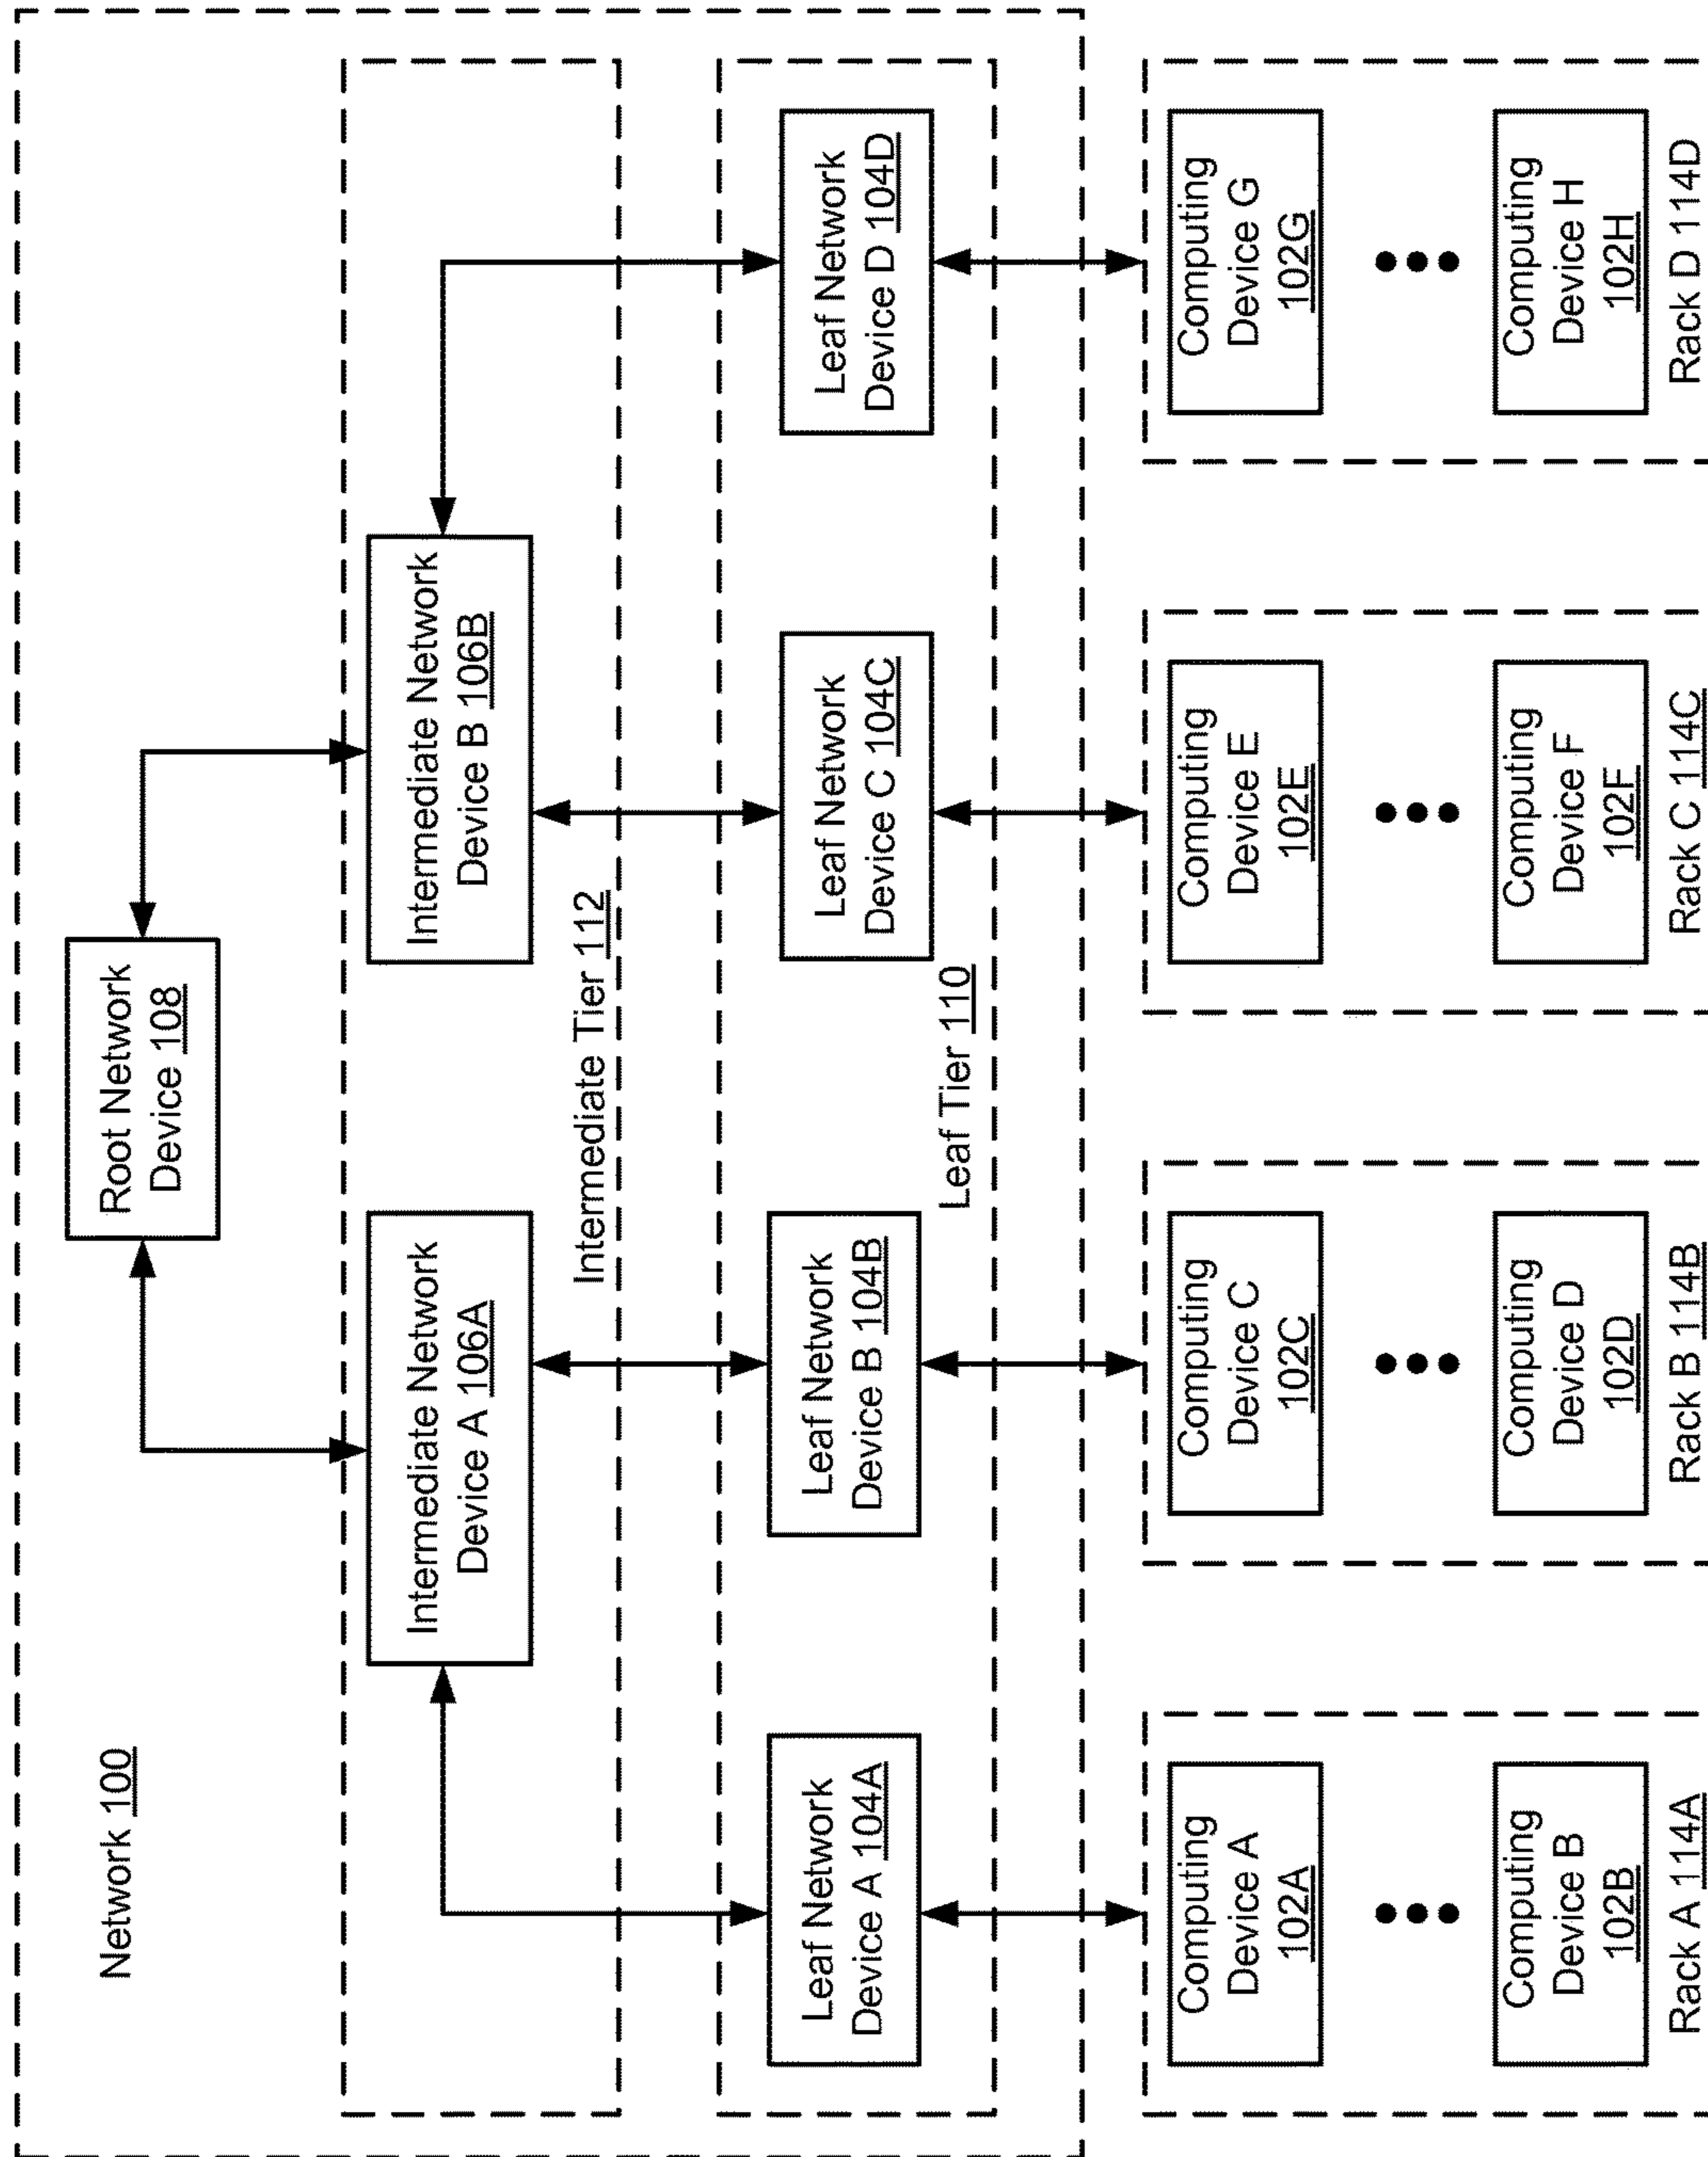 Network 100
Root Network
Device 108
Intermediate Network
Device A 106A
Intermediate Network
Device B 106B
Intermediate Tier 112
Leaf Network
Device A 104A
Leaf Network
Device B 104B
Leaf Network
Device C 104C
Leaf Network
Device D 104D
Leaf Tier 110
Computing
Device A
102A
Computing
Device B
102B
Rack A 114A
Computing
Device C
102C
Computing
Device D
102D
Rack B 114B
Computing
Device E
102E
Computing
Device F
102F
Rack C 114C
Computing
Device G
102G
Computing
Device H
102H
Rack D 114D